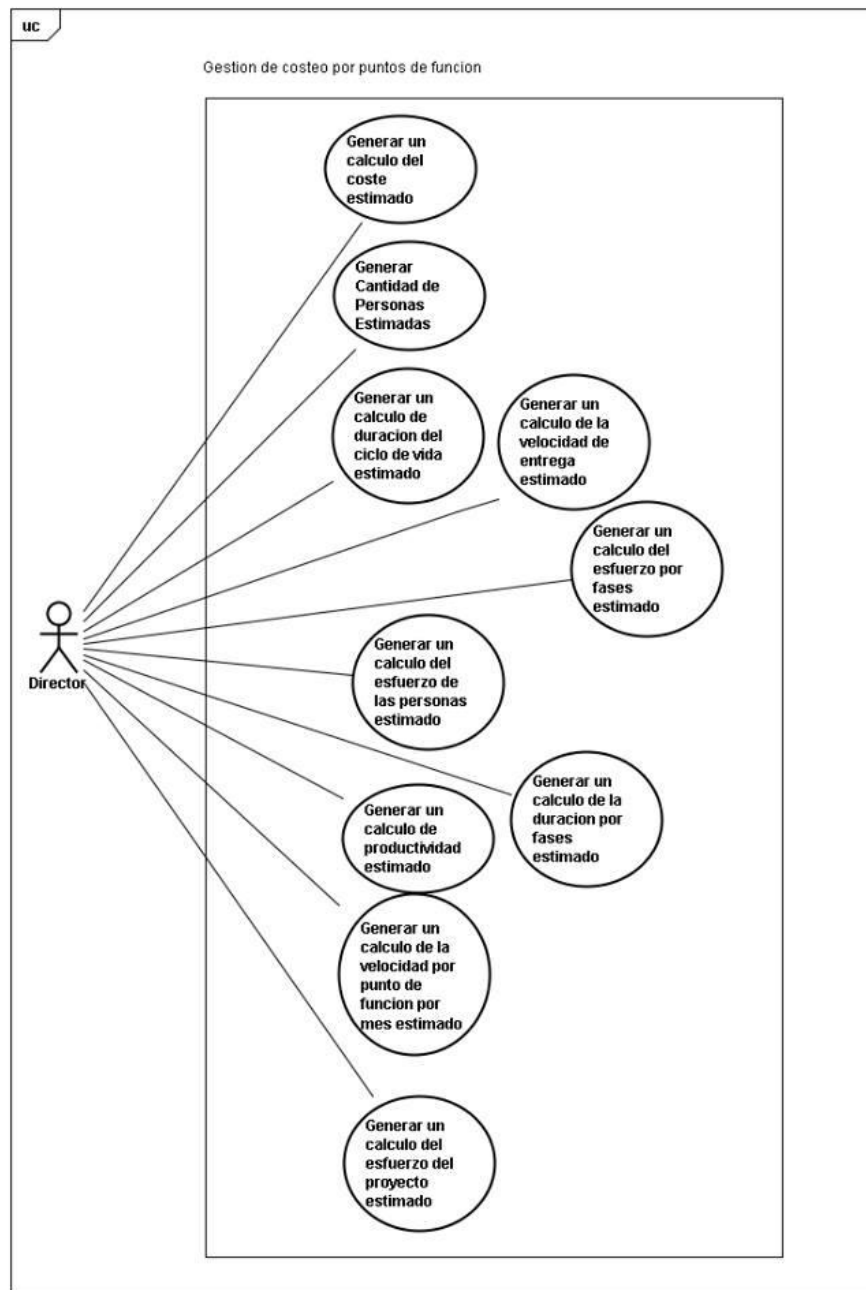 uc
Gestion de costeo por puntos de funcion
Generar un
calculo del
coste
estimado
Generar
Cantidad de
Personas
Estimadas
Generar un
calculo de
duracion del
ciclo de vida
estimado
Generar un
calculo de la
velocidad de
entrega
estimado
Generar un
calculo del
esfuerzo por
fases
estimado
Director
Generar un
calculo del
esfuerzo de
las personas
estimado
Generar un
calculo de la
duracion por
fases
estimado
Generar un
calculo de
productividad
estimado
Generar un
calculo de la
velocidad por
punto de
funcion por
mes estimado
Generar un
calculo del
esfuerzo del
proyecto
estimado